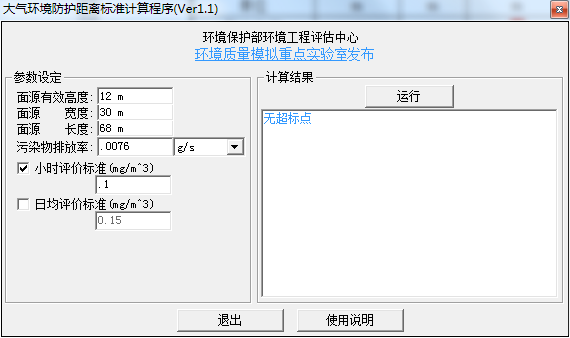 大气环境防护距离标准计算程序(Ver1.1)
环境保护部环境工程评估中心
环境质量模拟重点实验室发布
参数设定
面源有效高度: 12 m
面源 宽度: 30 m
面源 长度: 68 m
污染物排放率: .0076 g/s
小时评价标准(mg/m^3)
.1
日均评价标准(mg/m^3)
0.15
计算结果
运行
无超标点
退出
使用说明